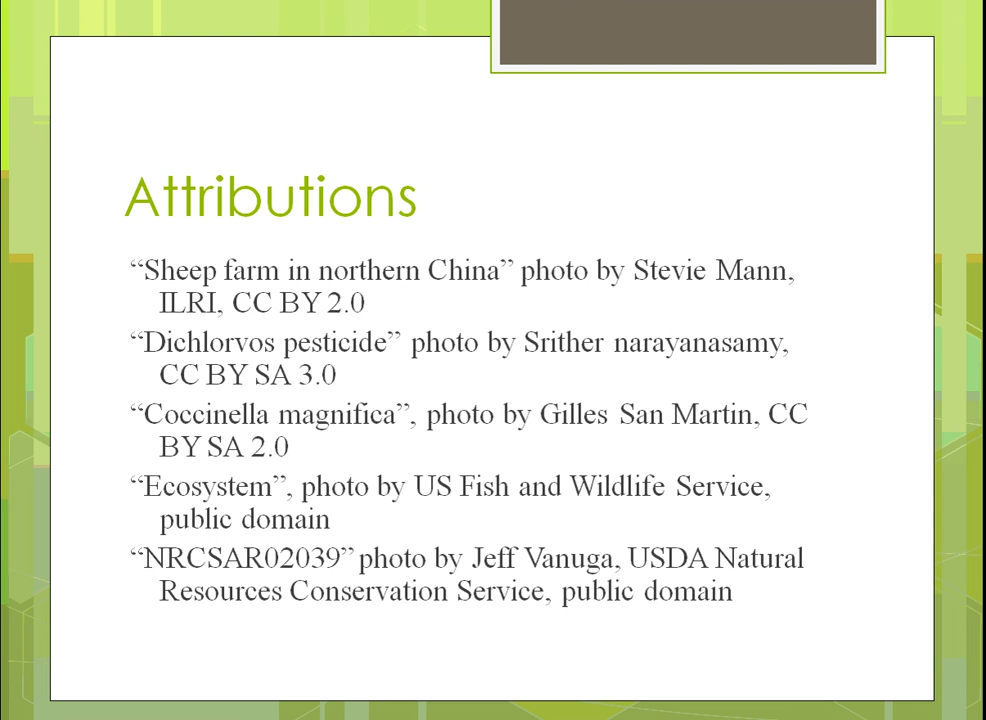 Attributions
“Sheep farm in northern China” photo by Stevie Mann,
ILRI, CC BY 2.0
“Dichlorvos pesticide” photo by Srither narayanasamy,
CC BY SA 3.0
“Coccinella magnifica”, photo by Gilles San Martin, CC
BY SA 2.0
“Ecosystem”, photo by US Fish and Wildlife Service,
public domain
“NRCSAR02039” photo by Jeff Vanuga, USDA Natural
Resources Conservation Service, public domain